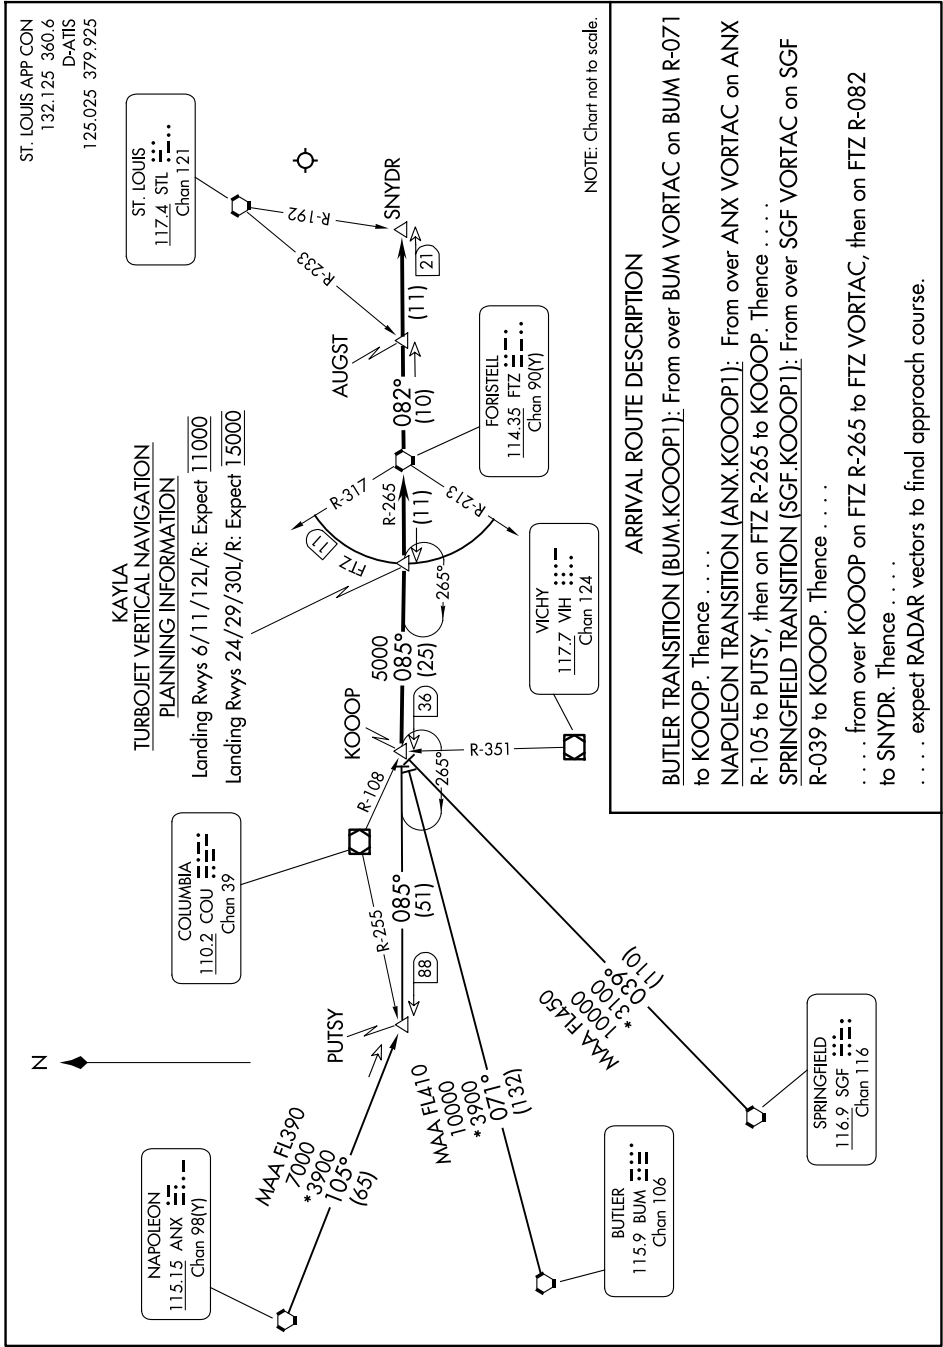 ST. LOUIS APP CON
132.125 360.6
D-ATIS
125.025 379.925
ST. LOUIS
117.4 STL
Chan 121
KAYLA
TURBOJET VERTICAL NAVIGATION
PLANNING INFORMATION
Landing Rwys 6/11/12L/R: Expect 11000
Landing Rwys 24/29/30L/R: Expect 15000
COLUMBIA
110.2 COU
Chan 39
N
NAPOLEON
115.15 ANX
Chan 98(Y)
MAA FL390
7000
*3900
105°
(65)
PUTSY
R-255
R-108
085°
(51)
88
KOOOP
265°
36
5000
085°
(25)
265°
FTZ
11
R-317
R-265
(11)
R-213
082°
(10)
AUGST
(11)
21
SNYDR
R-233
R-192
FORISTELL
114.35 FTZ
Chan 90(Y)
R-351
VICHY
117.7 VIH
Chan 124
MAA FL410
10000
*3900
071°
(132)
BUTLER
115.9 BUM
Chan 106
MAA FL450
10000
*3100
039°
(110)
SPRINGFIELD
116.9 SGF
Chan 116
NOTE: Chart not to scale.
ARRIVAL ROUTE DESCRIPTION
BUTLER TRANSITION (BUM.KOOOP1): From over BUM VORTAC on BUM R-071
to KOOOP. Thence . . . .
NAPOLEON TRANSITION (ANX.KOOOP1): From over ANX VORTAC on ANX
R-105 to PUTSY, then on FTZ R-265 to KOOOP. Thence . . . .
SPRINGFIELD TRANSITION (SGF.KOOOP1): From over SGF VORTAC on SGF
R-039 to KOOOP. Thence . . . .
. . . . from over KOOOP on FTZ R-265 to FTZ VORTAC, then on FTZ R-082
to SNYDR. Thence . . . .
. . . . expect RADAR vectors to final approach course.